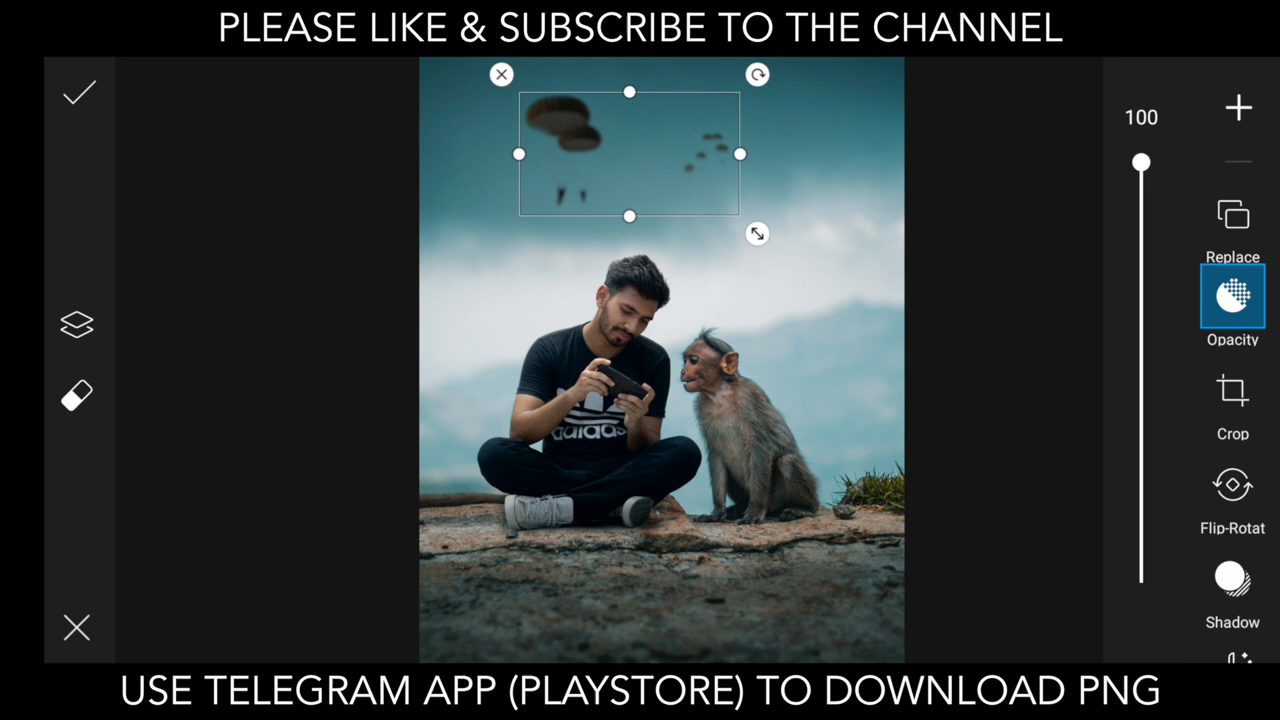 PLEASE LIKE & SUBSCRIBE TO THE CHANNEL
100
Replace
Opacity
Crop
Flip-Rotat
Shadow
adidas
USE TELEGRAM APP (PLAYSTORE) TO DOWNLOAD PNG